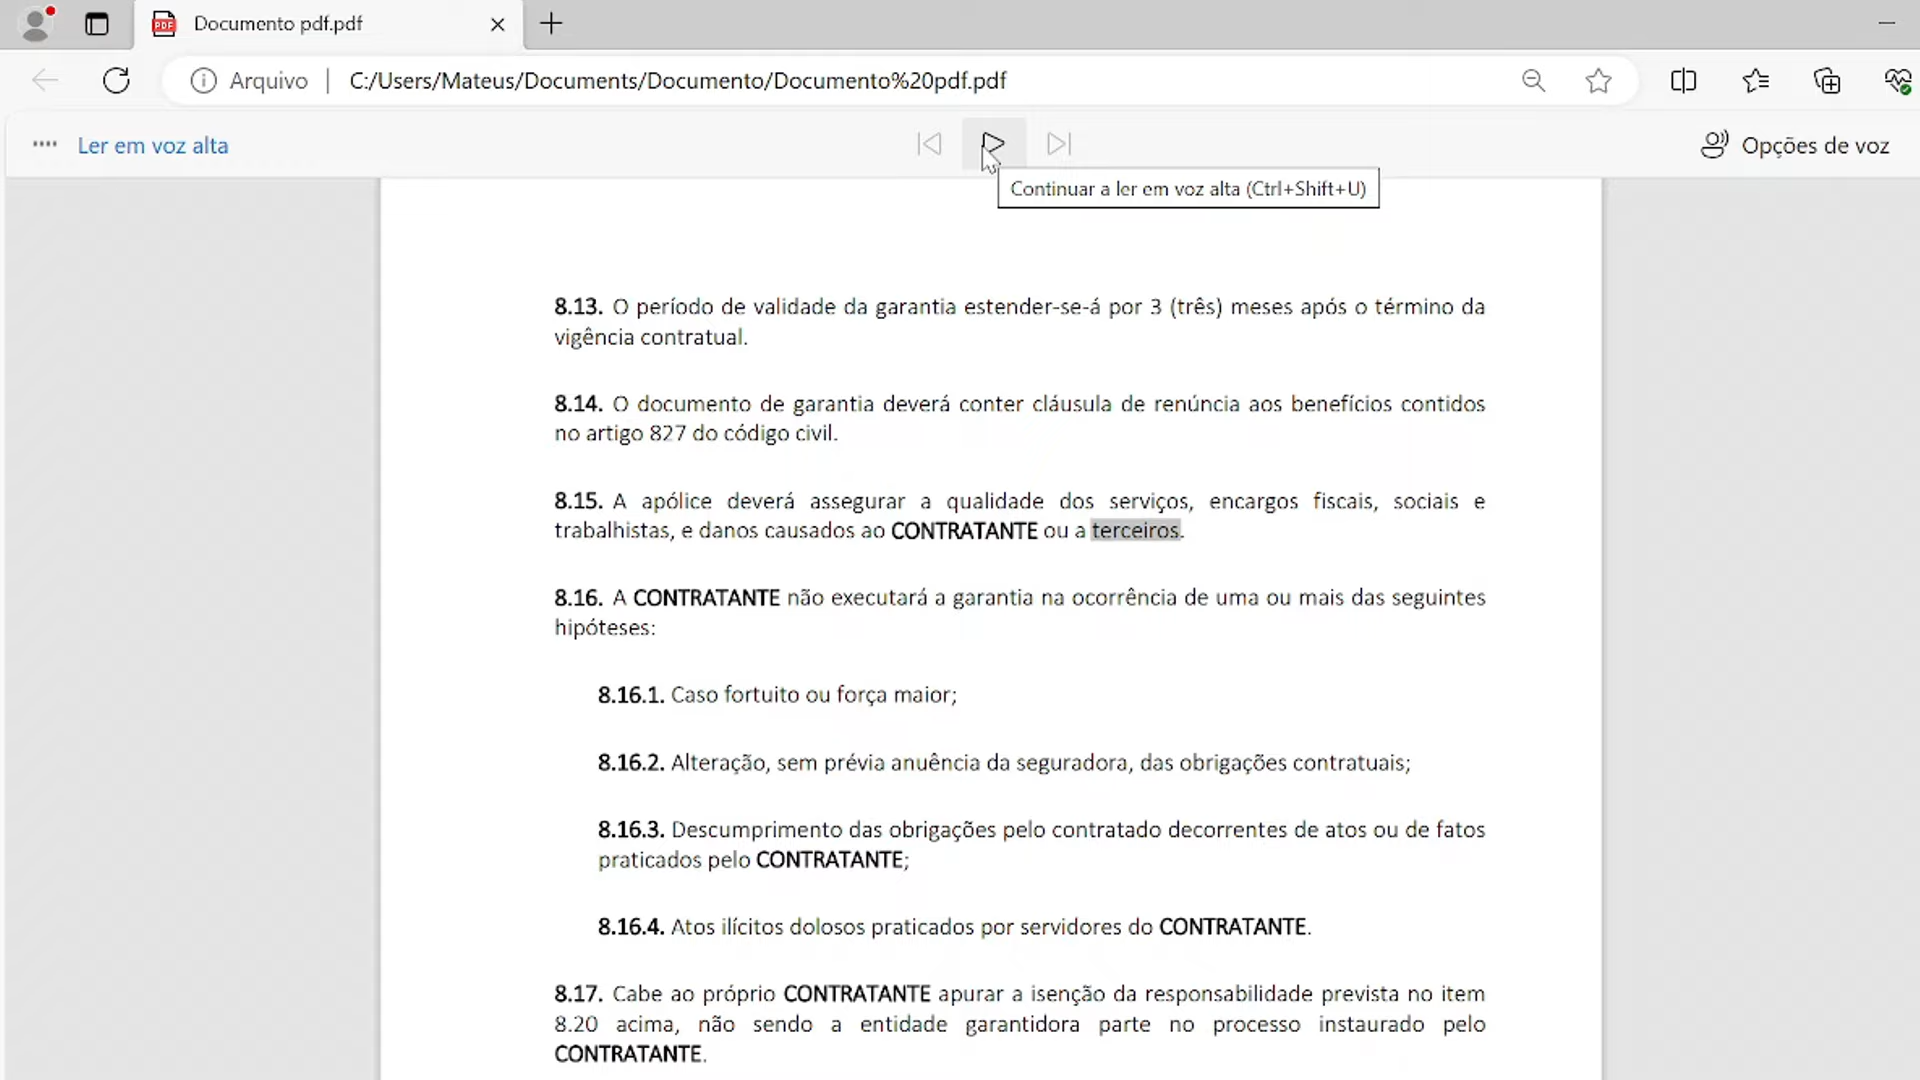 Documento pdf.pdf
Arquivo
C:/Users/Mateus/Documents/Documento/Documento%20pdf.pdf
Ler em voz alta
Opções de voz
Continuar a ler em voz alta (Ctrl+Shift+U)
8.13. O período de validade da garantia estender-se-á por 3 (três) meses após o término da
vigência contratual.
8.14. O documento de garantia deverá conter cláusula de renúncia aos benefícios contidos
no artigo 827 do código civil.
8.15. A apólice deverá assegurar a qualidade dos serviços, encargos fiscais, sociais e
trabalhistas, e danos causados ao CONTRATANTE ou a terceiros.
8.16. A CONTRATANTE não executará a garantia na ocorrência de uma ou mais das seguintes
hipóteses:
8.16.1. Caso fortuito ou força maior;
8.16.2. Alteração, sem prévia anuência da seguradora, das obrigações contratuais;
8.16.3. Descumprimento das obrigações pelo contratado decorrentes de atos ou de fatos
praticados pelo CONTRATANTE;
8.16.4. Atos ilícitos dolosos praticados por servidores do CONTRATANTE.
8.17. Cabe ao próprio CONTRATANTE apurar a isenção da responsabilidade prevista no item
8.20 acima, não sendo a entidade garantidora parte no processo instaurado pelo
CONTRATANTE.